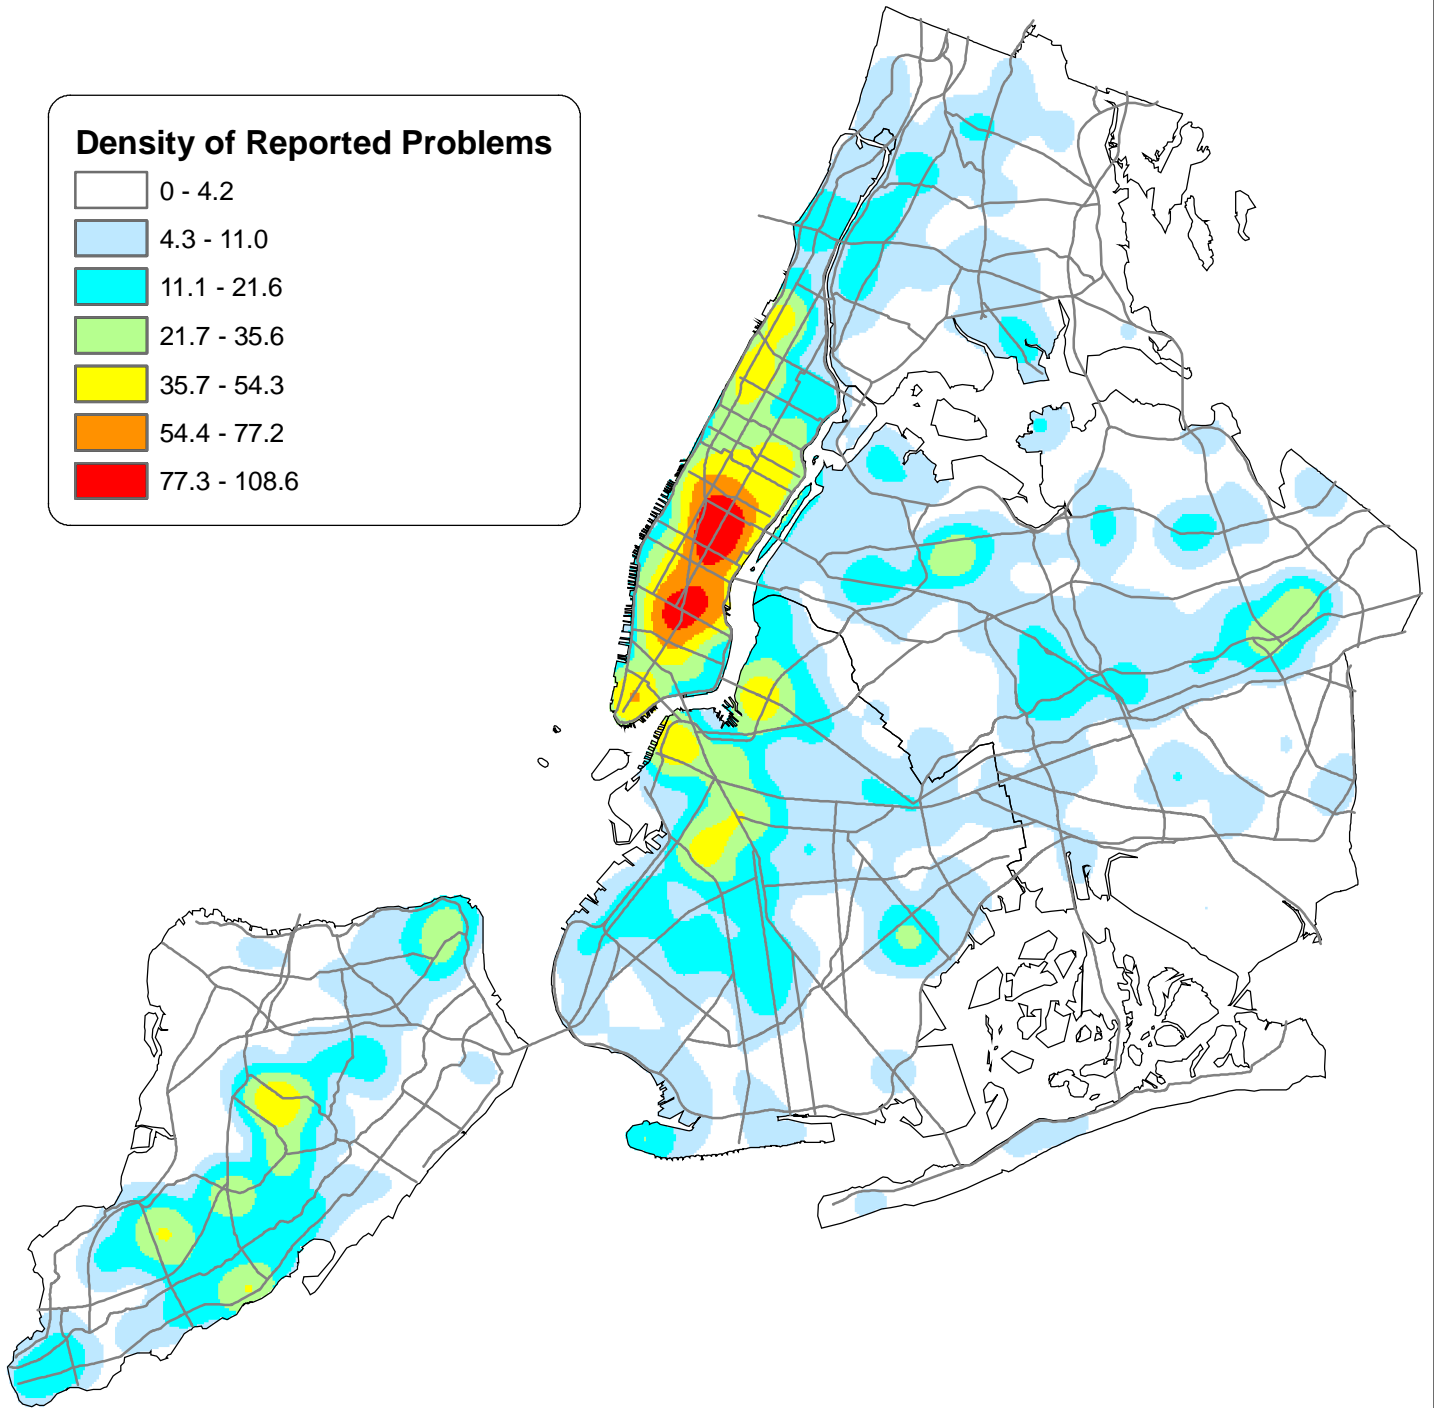 Density of Reported Problems
0 - 4.2
4.3 - 11.0
11.1 - 21.6
21.7 - 35.6
35.7 - 54.3
54.4 - 77.2
77.3 - 108.6